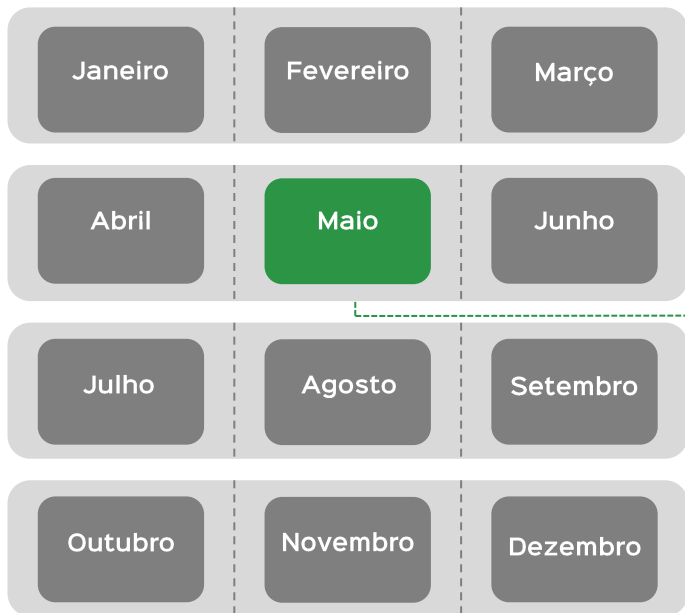 Janeiro
Fevereiro
Março
Abril
Maio
Junho
Julho
Agosto
Setembro
Outubro
Novembro
Dezembro